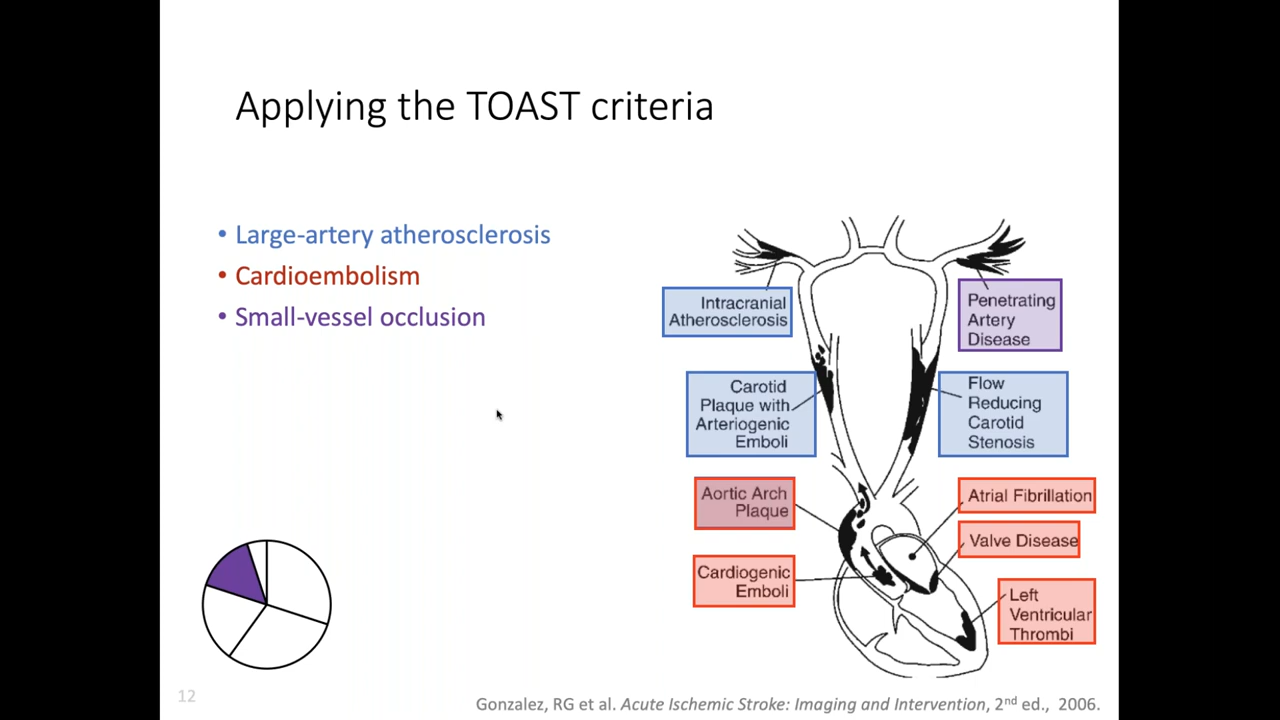 Applying the TOAST criteria
• Large-artery atherosclerosis
• Cardioembolism
• Small-vessel occlusion
Intracranial
Atherosclerosis
Penetrating
Artery
Disease
Carotid
Plaque with
Arteriogenic
Emboli
Flow
Reducing
Carotid
Stenosis
Aortic Arch
Plaque
Atrial Fibrillation
Valve Disease
Cardiogenic
Emboli
Left
Ventricular
Thrombi
12
Gonzalez, RG et al. Acute Ischemic Stroke: Imaging and Intervention, 2nd ed., 2006.